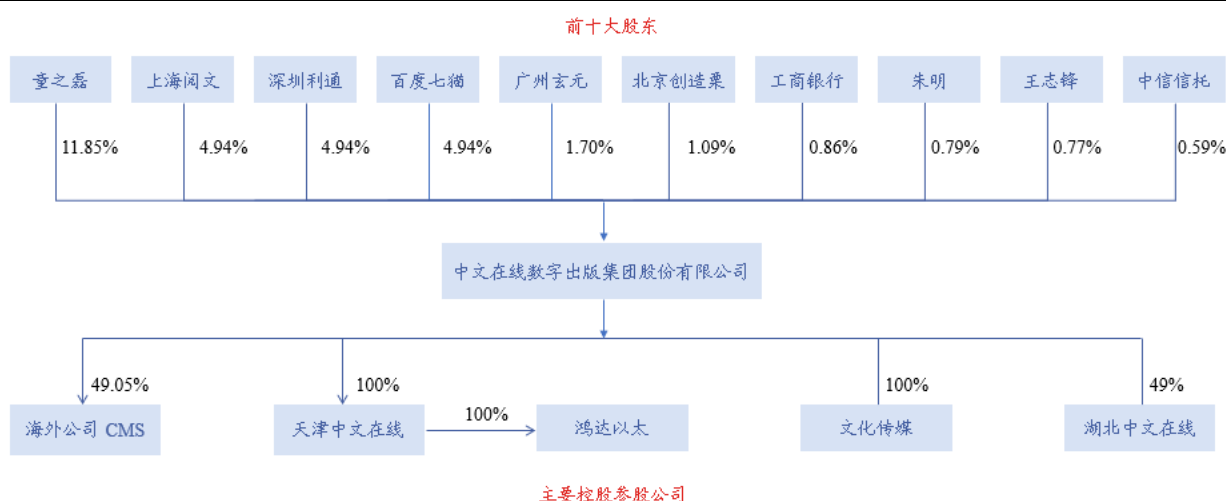 前十大股东
童之磊 上海阅文 深圳利通 百度七猫 广州玄元 北京创造栗 工商银行 朱明 王志锋 中信信托
11.85% 4.94% 4.94% 4.94% 1.70% 1.09% 0.86% 0.79% 0.77% 0.59%
中文在线数字出版集团股份有限公司
49.05% 100% 100% 49%
海外公司 CMS 天津中文在线 100% 鸿达以太 文化传媒 湖北中文在线
主要控股参股公司